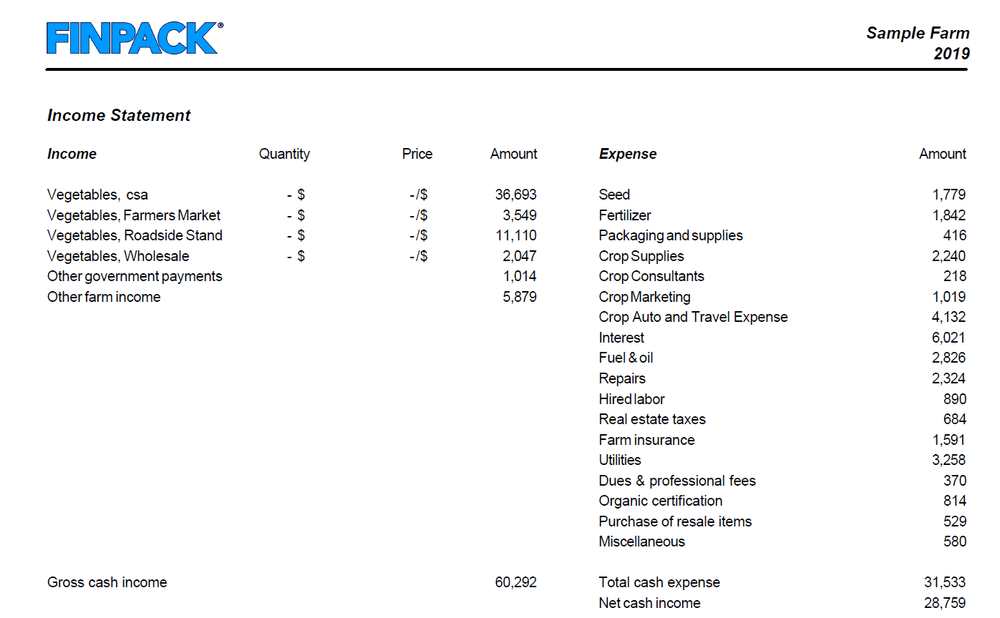 FINPACK®
Sample Farm
2019
Income Statement
Income Quantity Price Amount Expense Amount
Vegetables, csa - $ -/$ 36,693 Seed 1,779
Vegetables, Farmers Market - $ -/$ 3,549 Fertilizer 1,842
Vegetables, Roadside Stand - $ -/$ 11,110 Packaging and supplies 416
Vegetables, Wholesale - $ -/$ 2,047 Crop Supplies 2,240
Other government payments 1,014 Crop Consultants 218
Other farm income 5,879 Crop Marketing 1,019
Crop Auto and Travel Expense 4,132
Interest 6,021
Fuel & oil 2,826
Repairs 2,324
Hired labor 890
Real estate taxes 684
Farm insurance 1,591
Utilities 3,258
Dues & professional fees 370
Organic certification 814
Purchase of resale items 529
Miscellaneous 580
Gross cash income 60,292 Total cash expense 31,533
Net cash income 28,759